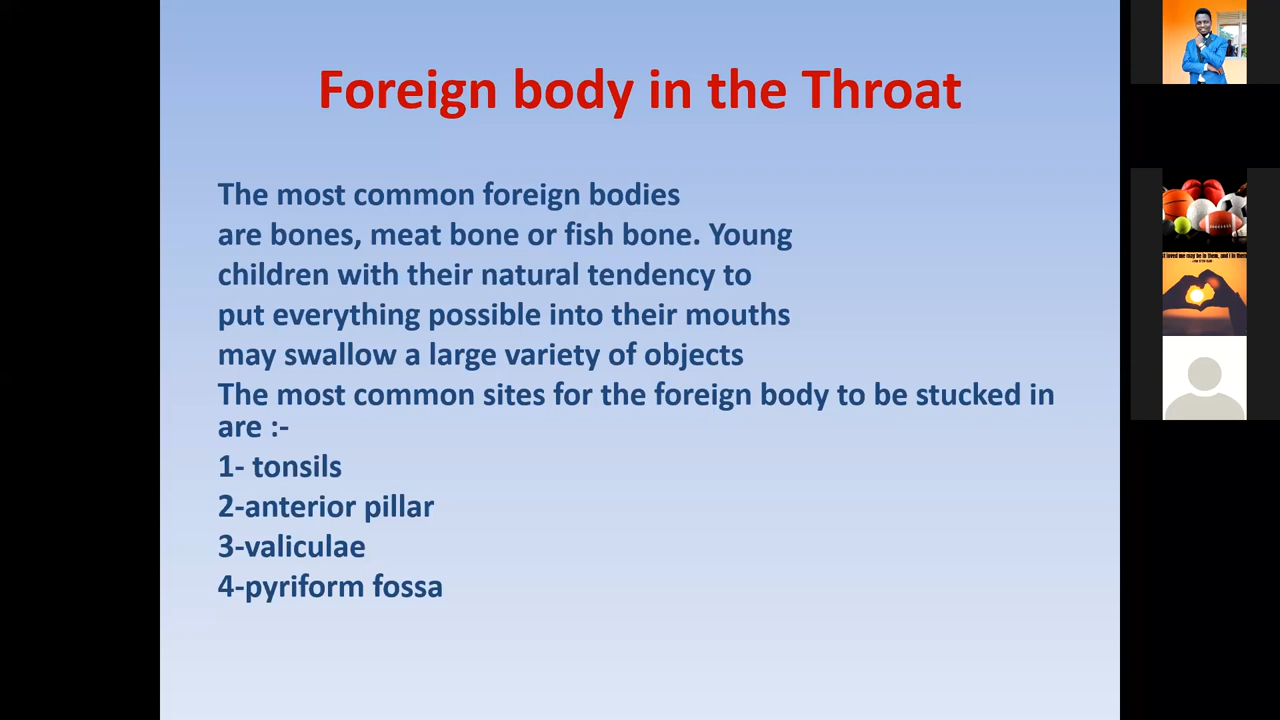 Foreign body in the Throat
The most common foreign bodies
are bones, meat bone or fish bone. Young
children with their natural tendency to
put everything possible into their mouths
may swallow a large variety of objects
The most common sites for the foreign body to be stucked in
are :-
1- tonsils
2-anterior pillar
3-valiculae
4-pyriform fossa